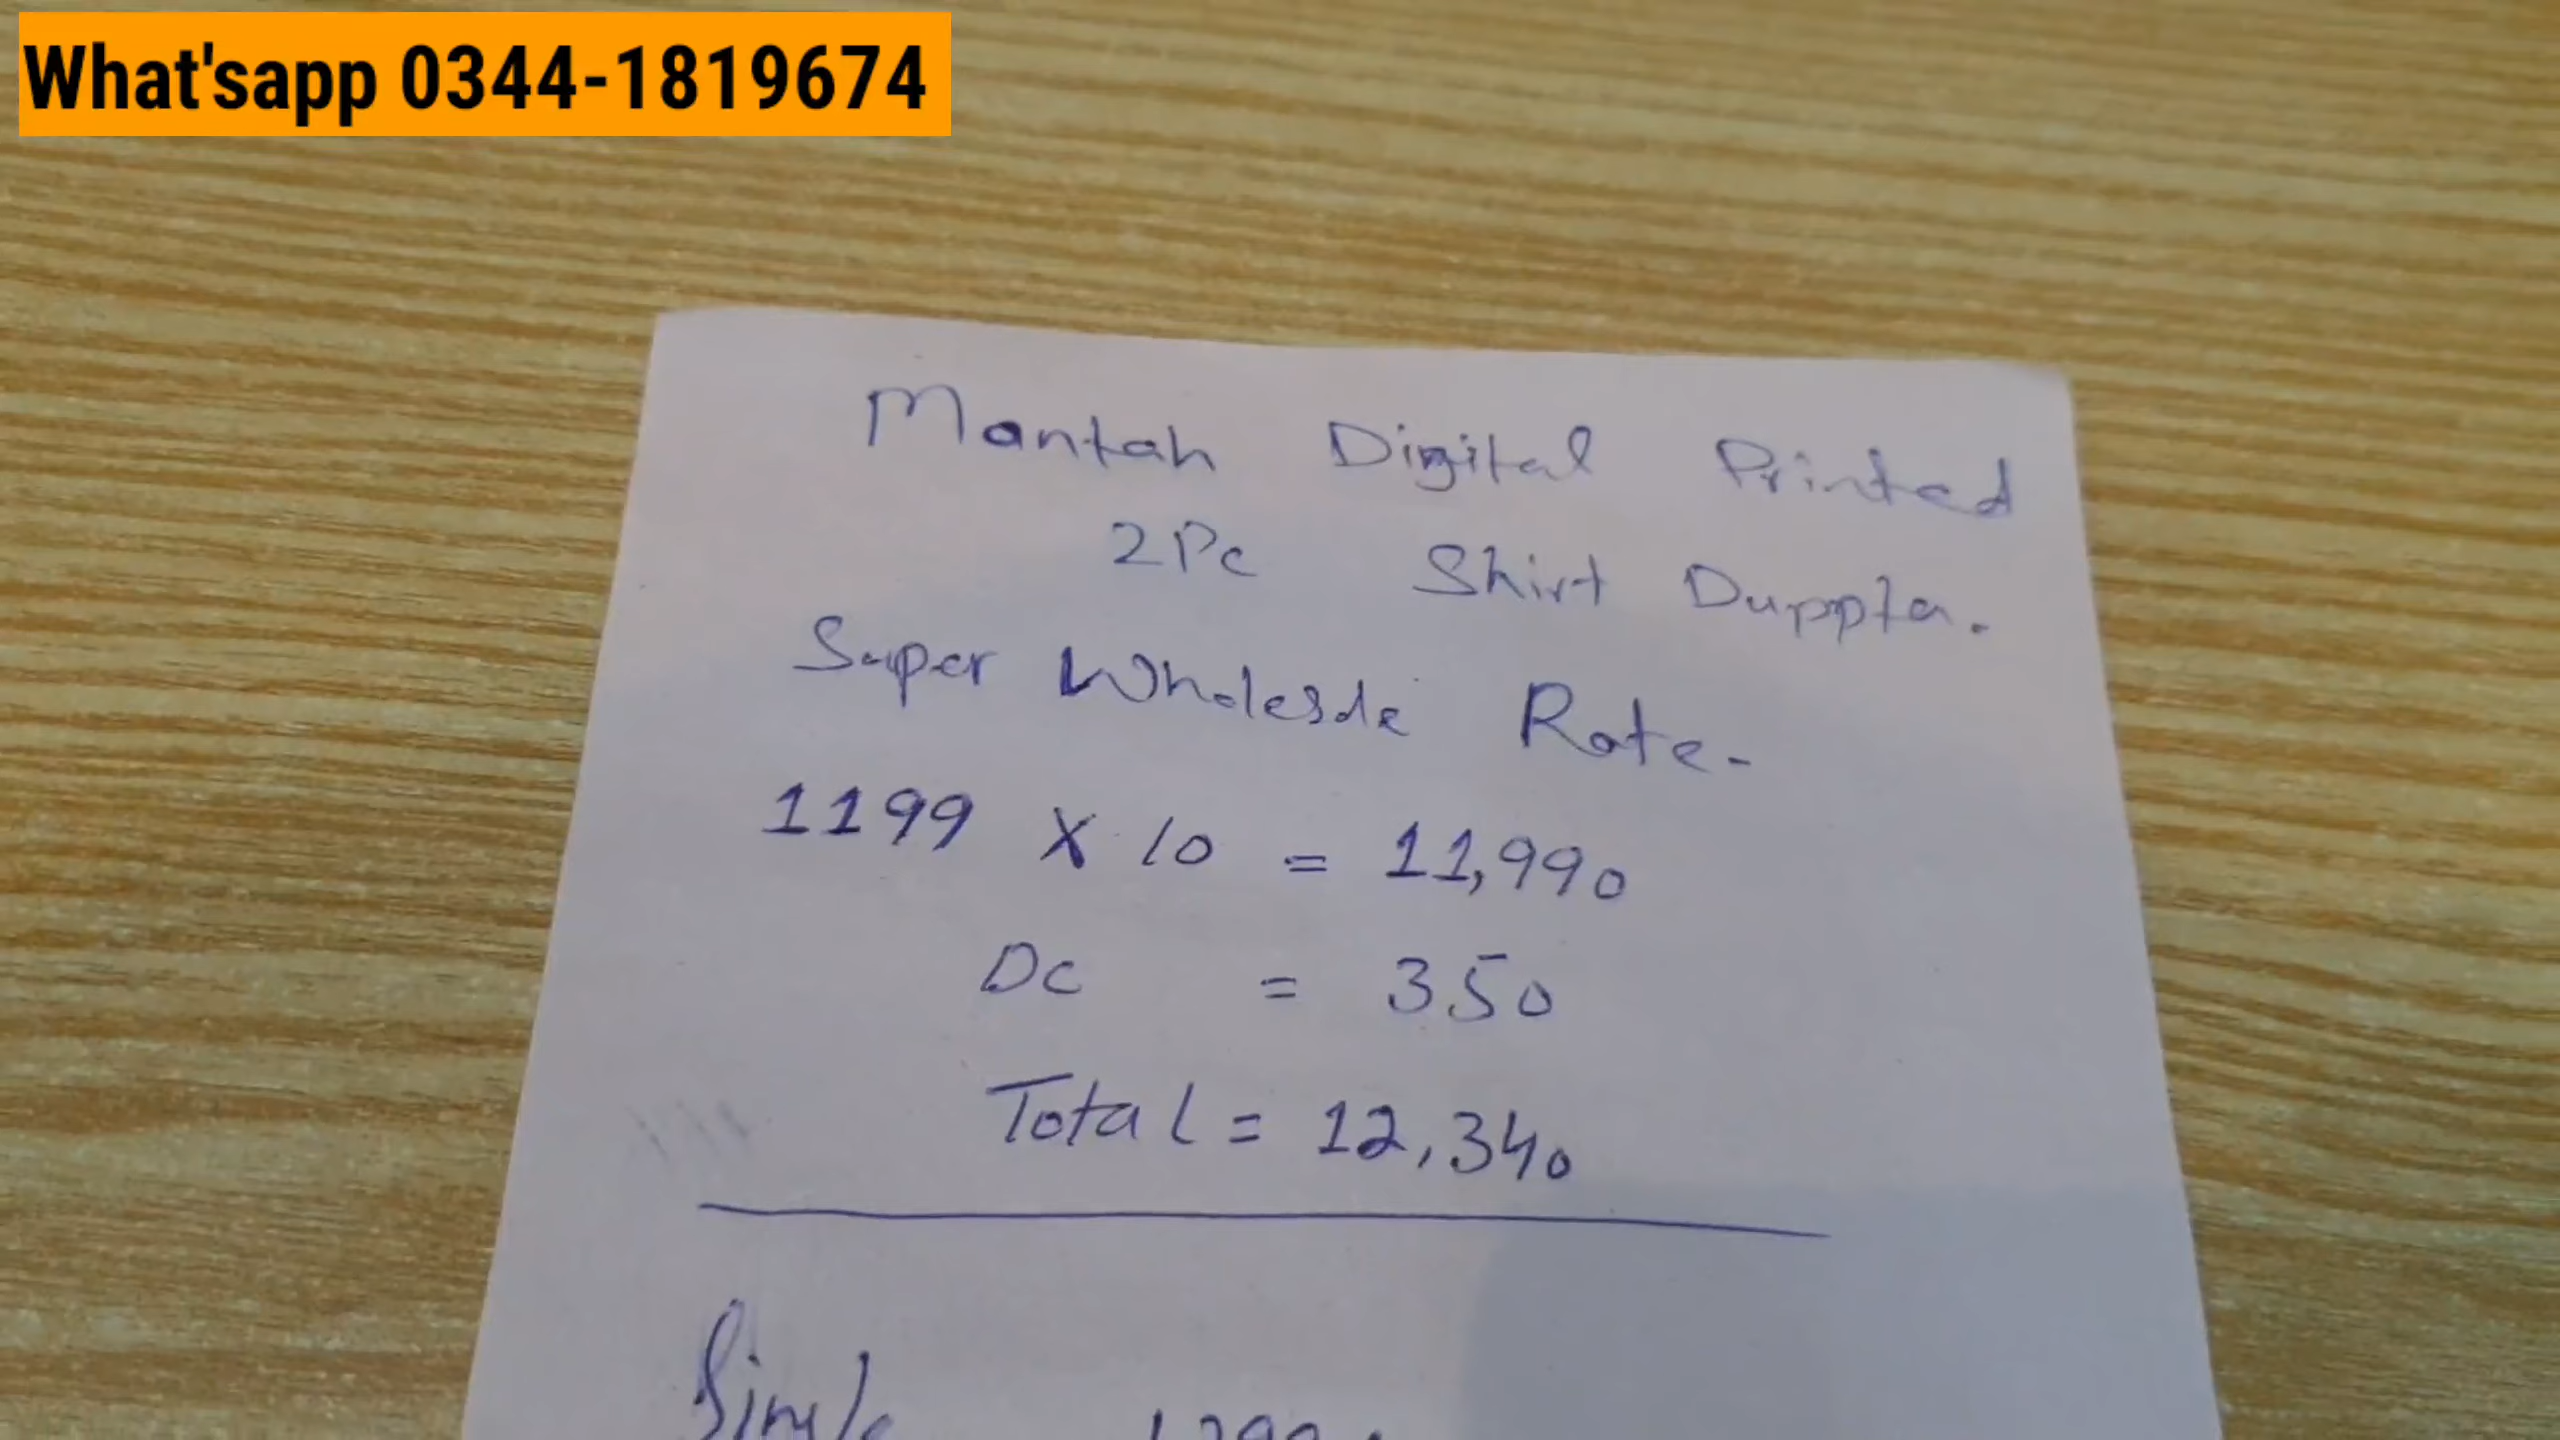 What'sapp 0344-1819674
Mantah Digital Printed
2Pc Shirt Duppta.
Super Wholesale Rate-
1199 X 10 = 11,990
DC = 350
Total = 12,340
Single